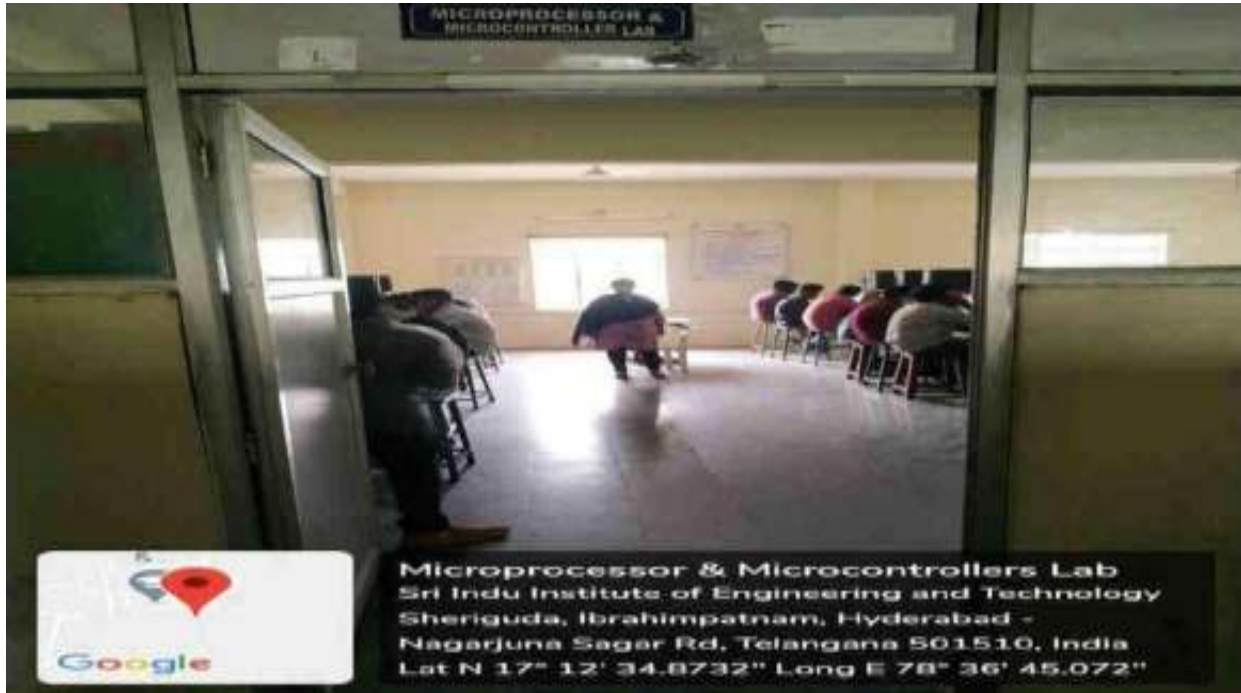 MICROPROCESSOR &
MICROCONTROLLER LAB
Google
Microprocessor & Microcontrollers Lab
Sri Indu Institute of Engineering and Technology
Sheriguda, Ibrahimpatnam, Hyderabad -
Nagarjuna Sagar Rd, Telangana 501510, India
Lat N 17° 12' 34.8732" Long E 78° 36' 45.072"